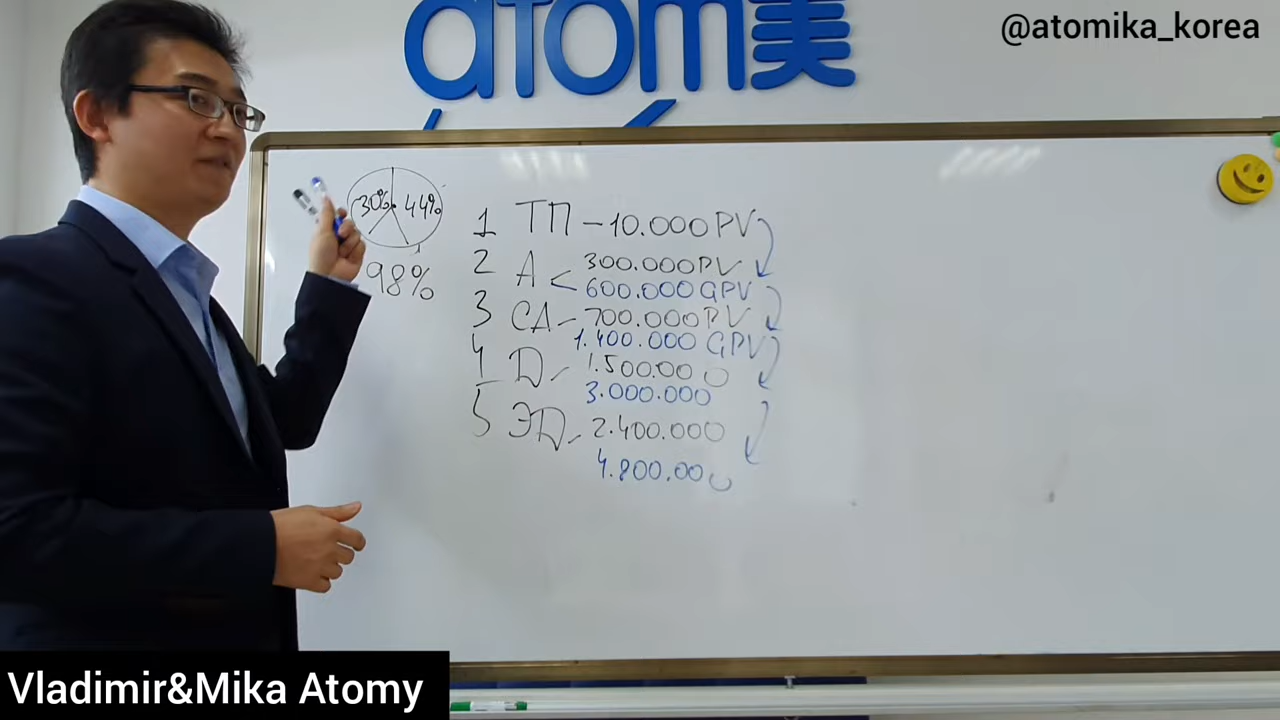 atom美
@atomika_korea
30% 44%
98%
1 ТП - 10.000 PV
2 А < 300.000 PV
600.000 GPV
3 СА - 700.000 PV
1.400.000 GPV
4 Д - 1.500.000
3.000.000
5 ЭД - 2.400.000
4.800.000
Vladimir&Mika Atomy